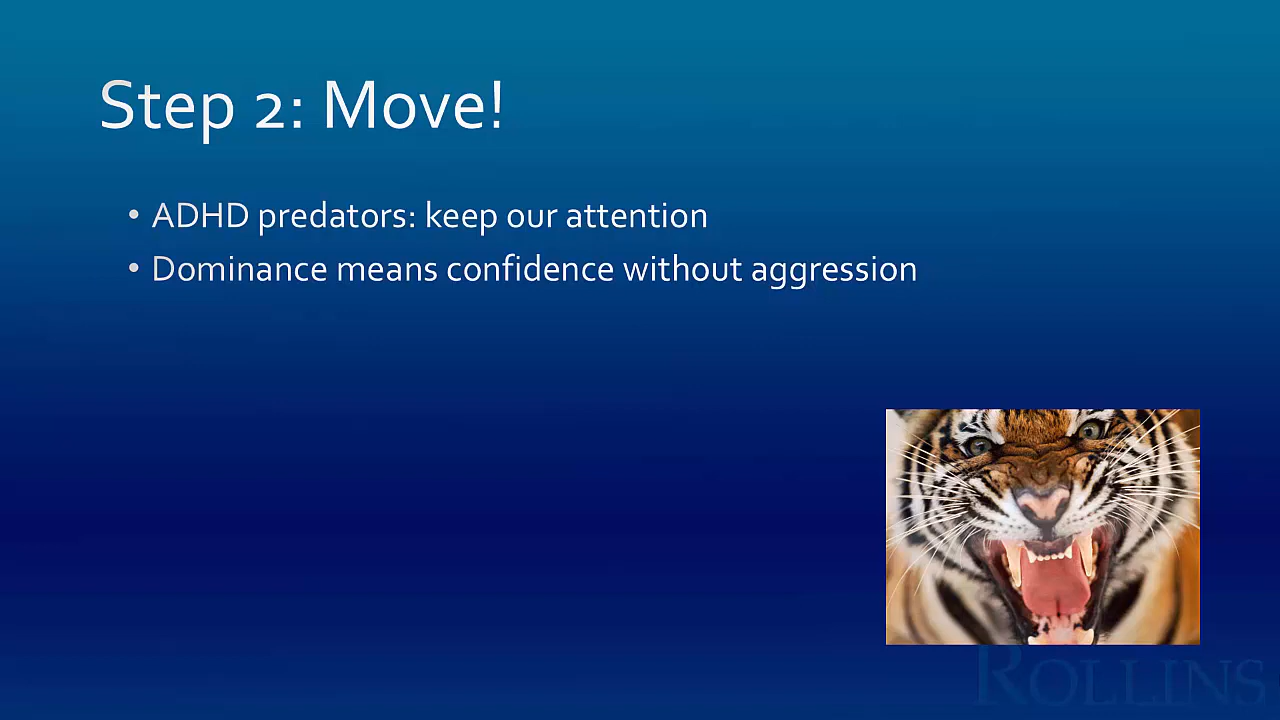 Step 2: Move!
• ADHD predators: keep our attention
• Dominance means confidence without aggression
ROLLINS